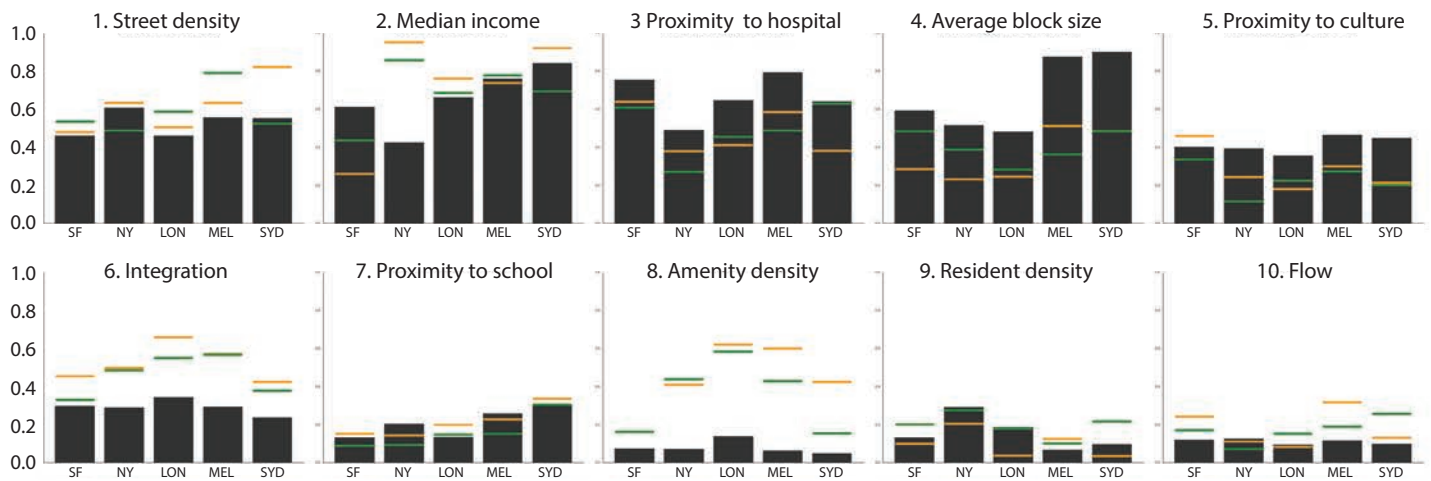 1. Street density
2. Median income
3 Proximity to hospital
4. Average block size
5. Proximity to culture
1.0
0.8
0.6
0.4
0.2
0.0
SF NY LON MEL SYD
SF NY LON MEL SYD
SF NY LON MEL SYD
SF NY LON MEL SYD
SF NY LON MEL SYD
6. Integration
7. Proximity to school
8. Amenity density
9. Resident density
10. Flow
1.0
0.8
0.6
0.4
0.2
0.0
SF NY LON MEL SYD
SF NY LON MEL SYD
SF NY LON MEL SYD
SF NY LON MEL SYD
SF NY LON MEL SYD